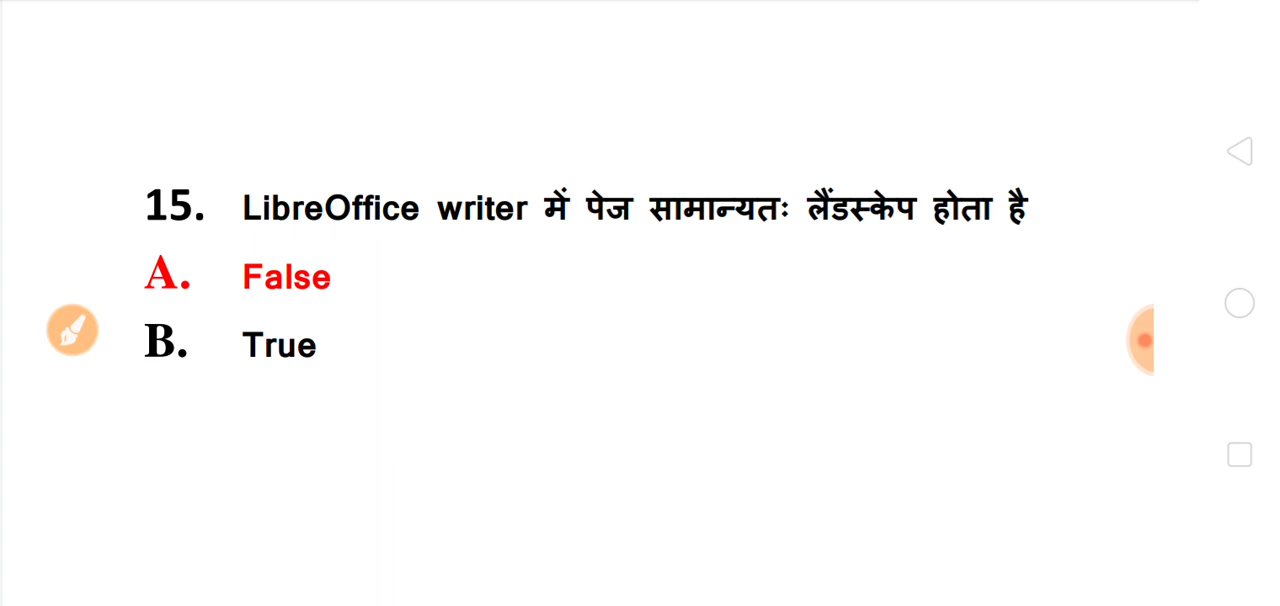 15. LibreOffice writer में पेज सामान्यतः लैंडस्केप होता है
A. False
B. True